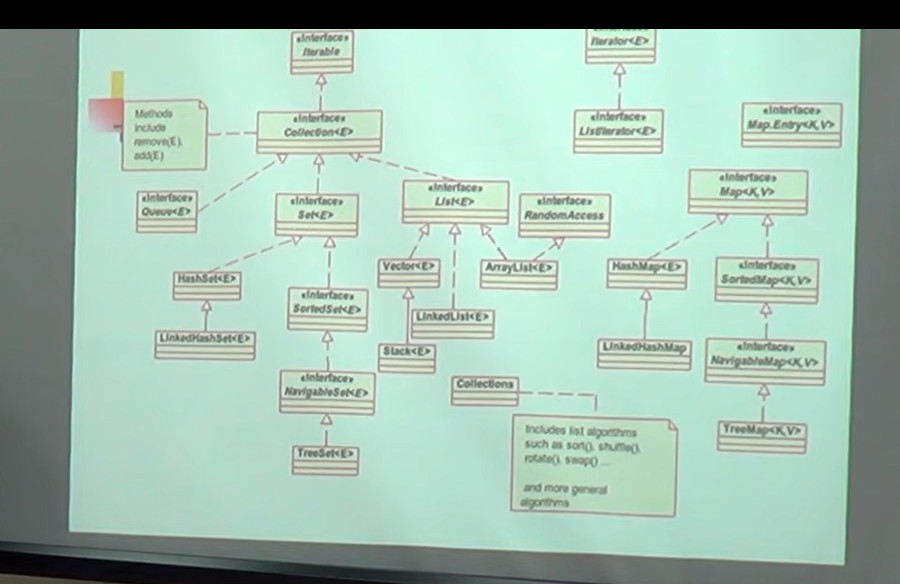 «Interface»
Iterable
Iterator<E>
Methods
include
remove(E),
add(E)
«Interface»
Collection<E>
«Interface»
ListIterator<E>
«Interface»
Map.Entry<K,V>
«Interface»
Queue<E>
«Interface»
Set<E>
«Interface»
List<E>
«Interface»
RandomAccess
«Interface»
Map<K,V>
HashSet<E>
Vector<E>
ArrayList<E>
HashMap<E>
«Interface»
SortedMap<K,V>
«Interface»
SortedSet<E>
LinkedList<E>
LinkedHashSet<E>
Stack<E>
LinkedHashMap
«Interface»
NavigableMap<K,V>
«Interface»
NavigableSet<E>
Collections
TreeSet<E>
Includes list algorithms
such as sort(), shuffle(),
rotate(), swap() ...
and more general
algorithms
TreeMap<K,V>